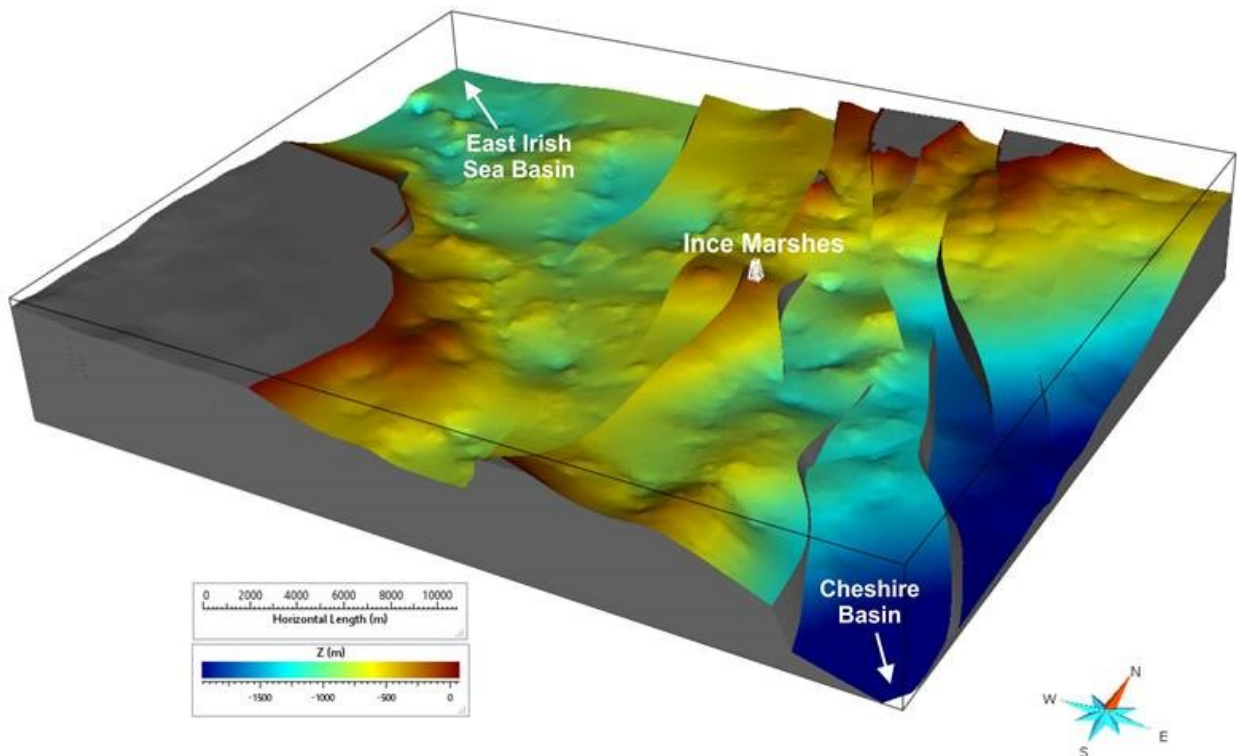 East Irish
Sea Basin
Ince Marshes
Cheshire
Basin
0 2000 4000 6000 8000 10000
Horizontal Length (m)
Z (m)
-1500 -1000 -500 0
N
W
E
S